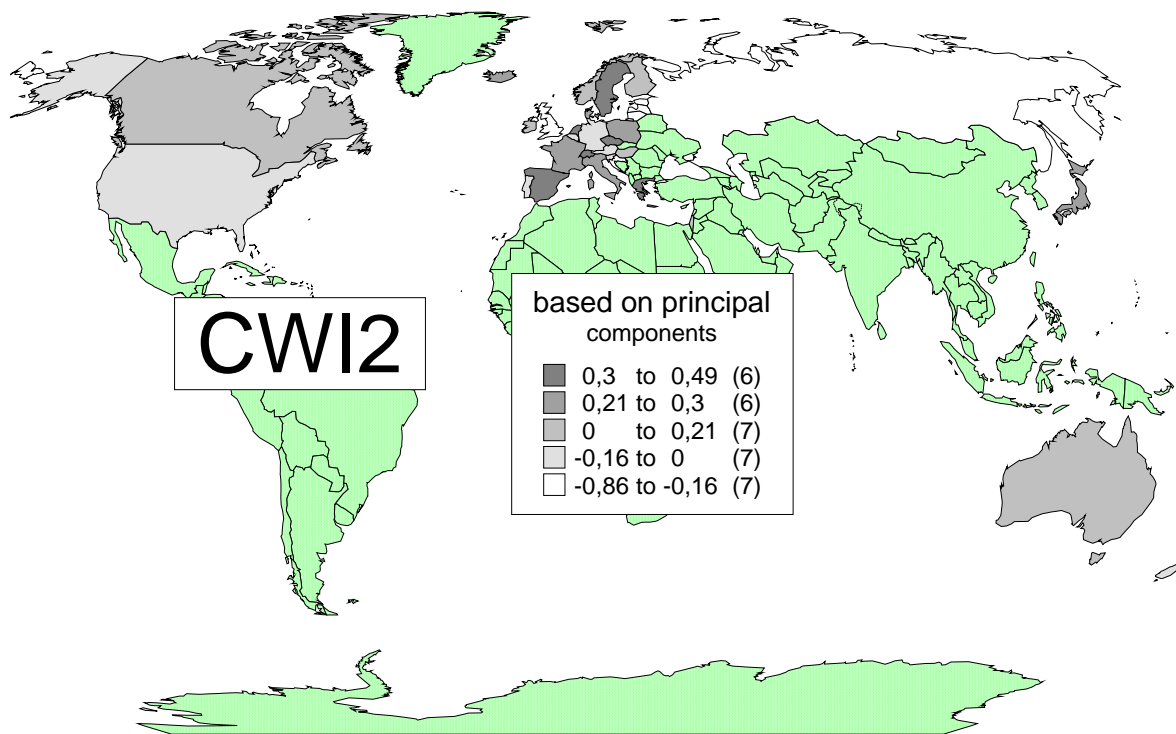 CWI2
based on principal
components
0,3 to 0,49 (6)
0,21 to 0,3 (6)
0 to 0,21 (7)
-0,16 to 0 (7)
-0,86 to -0,16 (7)